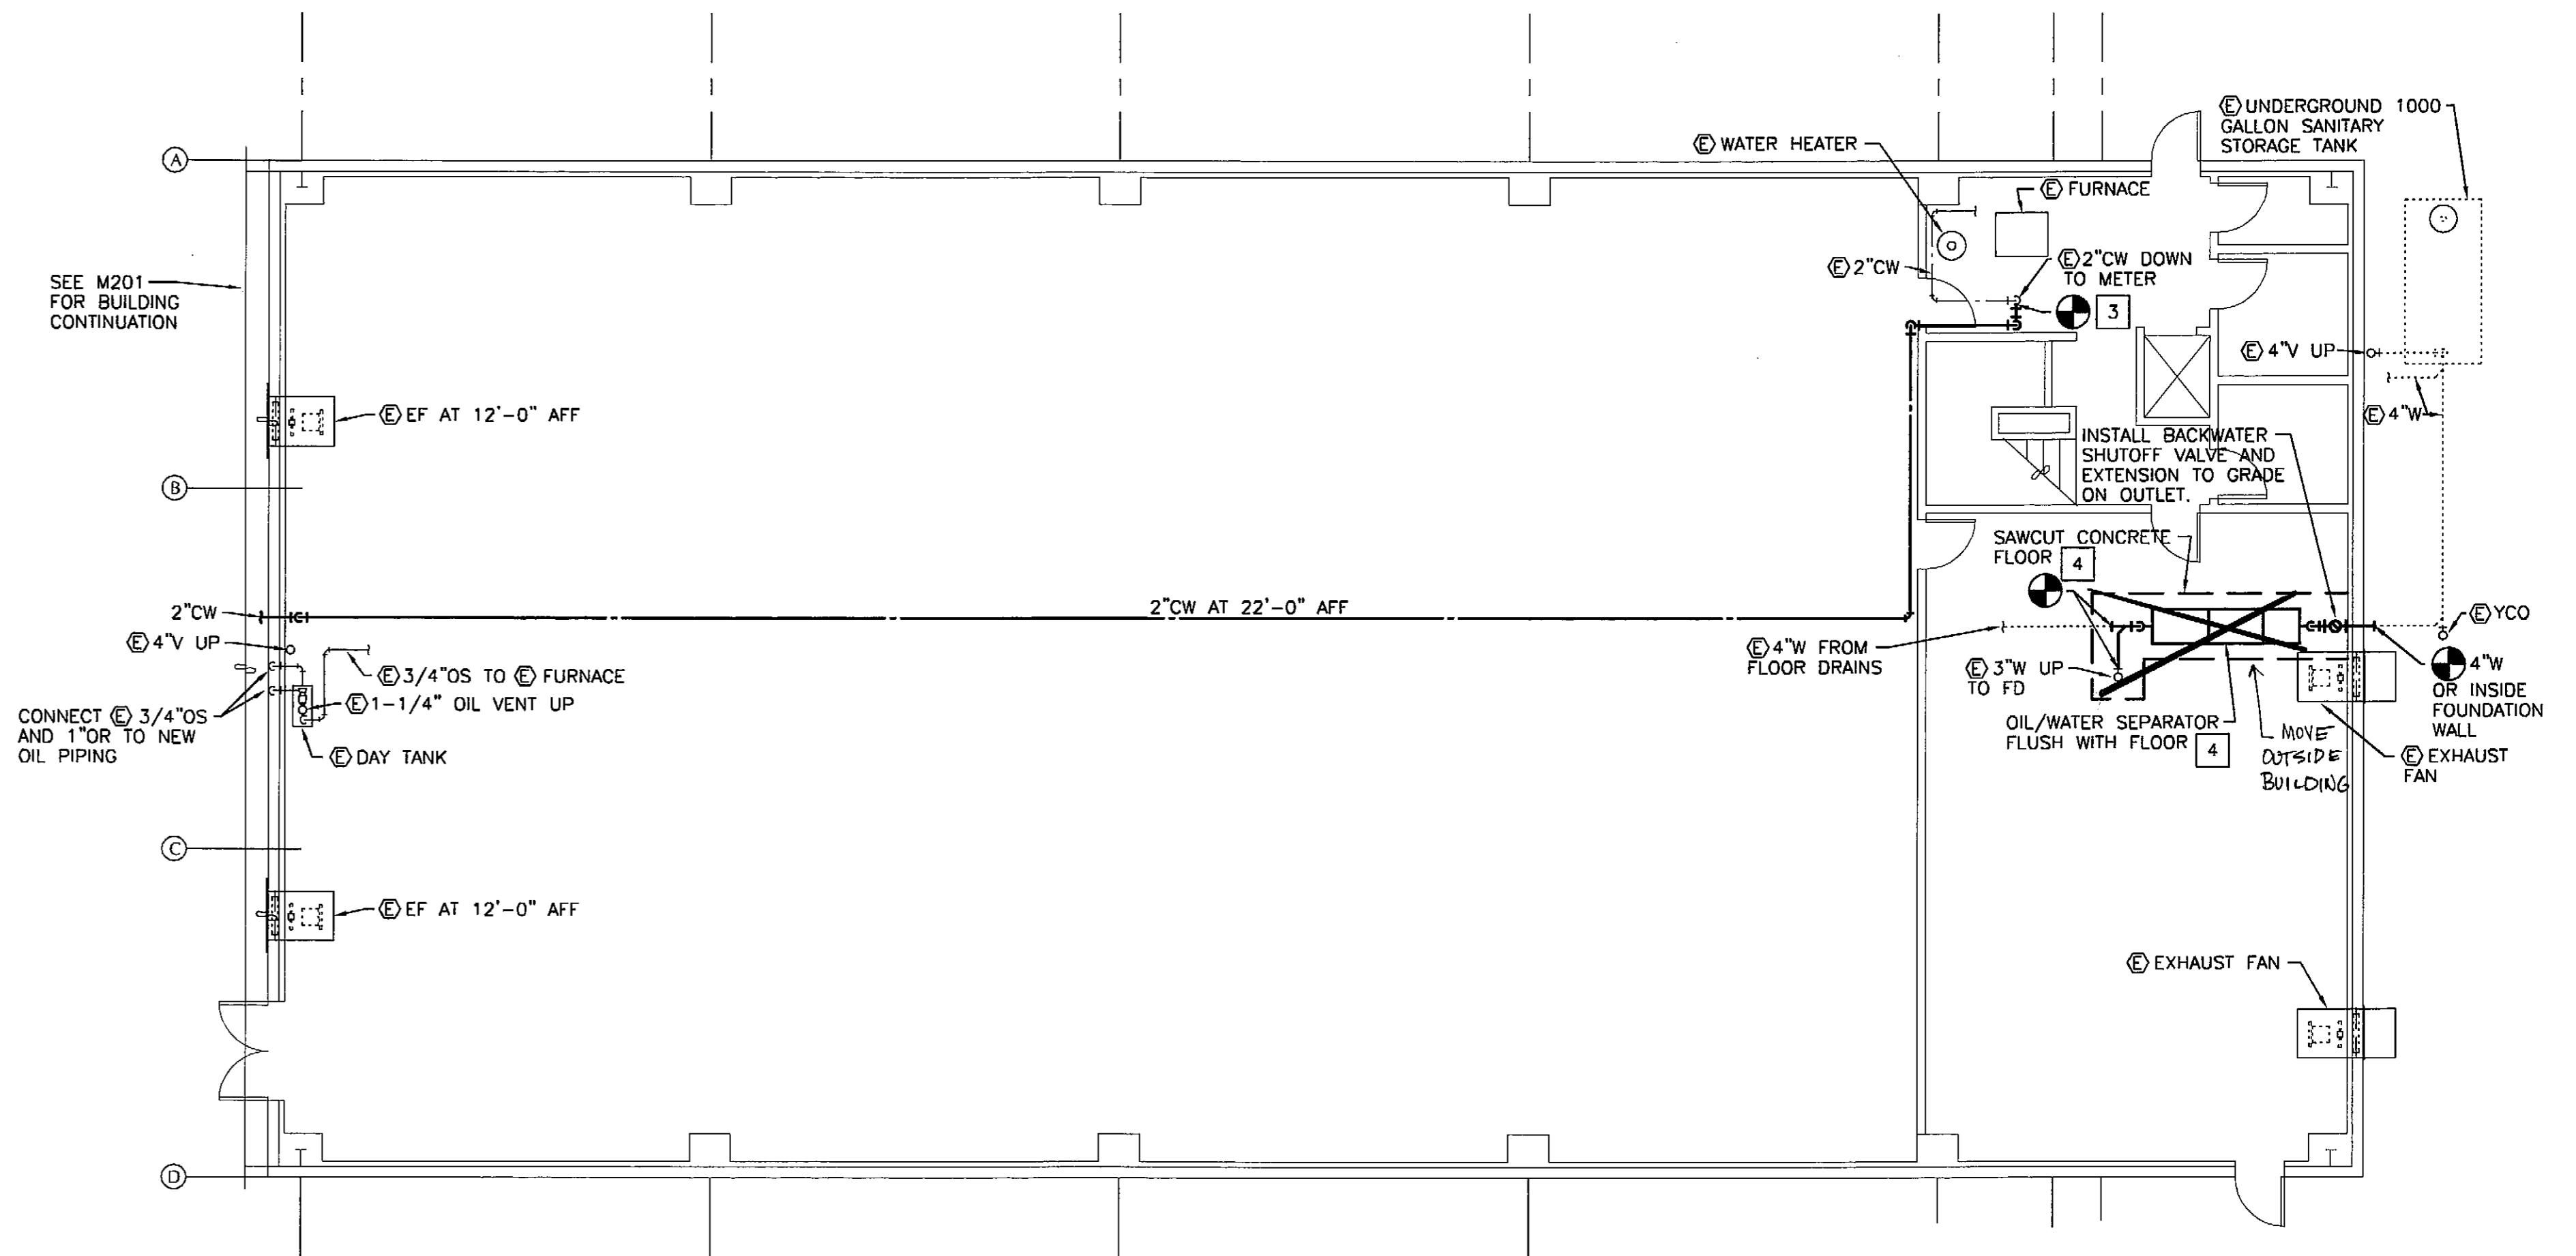 Ⓔ UNDERGROUND 1000
GALLON SANITARY
STORAGE TANK
Ⓔ WATER HEATER
A
Ⓔ FURNACE
Ⓔ 2"CW
Ⓔ 2"CW DOWN
TO METER
3
SEE M201
FOR BUILDING
CONTINUATION
Ⓔ 4"V UP
Ⓔ EF AT 12'-0" AFF
Ⓔ 4"W
INSTALL BACKWATER
SHUTOFF VALVE AND
EXTENSION TO GRADE
ON OUTLET.
B
SAWCUT CONCRETE
FLOOR
4
2"CW
2"CW AT 22'-0" AFF
Ⓔ YCO
Ⓔ 4"V UP
Ⓔ 4"W FROM
FLOOR DRAINS
Ⓔ 3"W UP
TO FD
4"W
OR INSIDE
FOUNDATION
WALL
Ⓔ 3/4"OS TO Ⓔ FURNACE
Ⓔ 1-1/4" OIL VENT UP
CONNECT Ⓔ 3/4"OS
AND 1"OR TO NEW
OIL PIPING
Ⓔ DAY TANK
OIL/WATER SEPARATOR
FLUSH WITH FLOOR
4
MOVE
OUTSIDE
BUILDING
Ⓔ EXHAUST
FAN
C
Ⓔ EF AT 12'-0" AFF
Ⓔ EXHAUST FAN
D